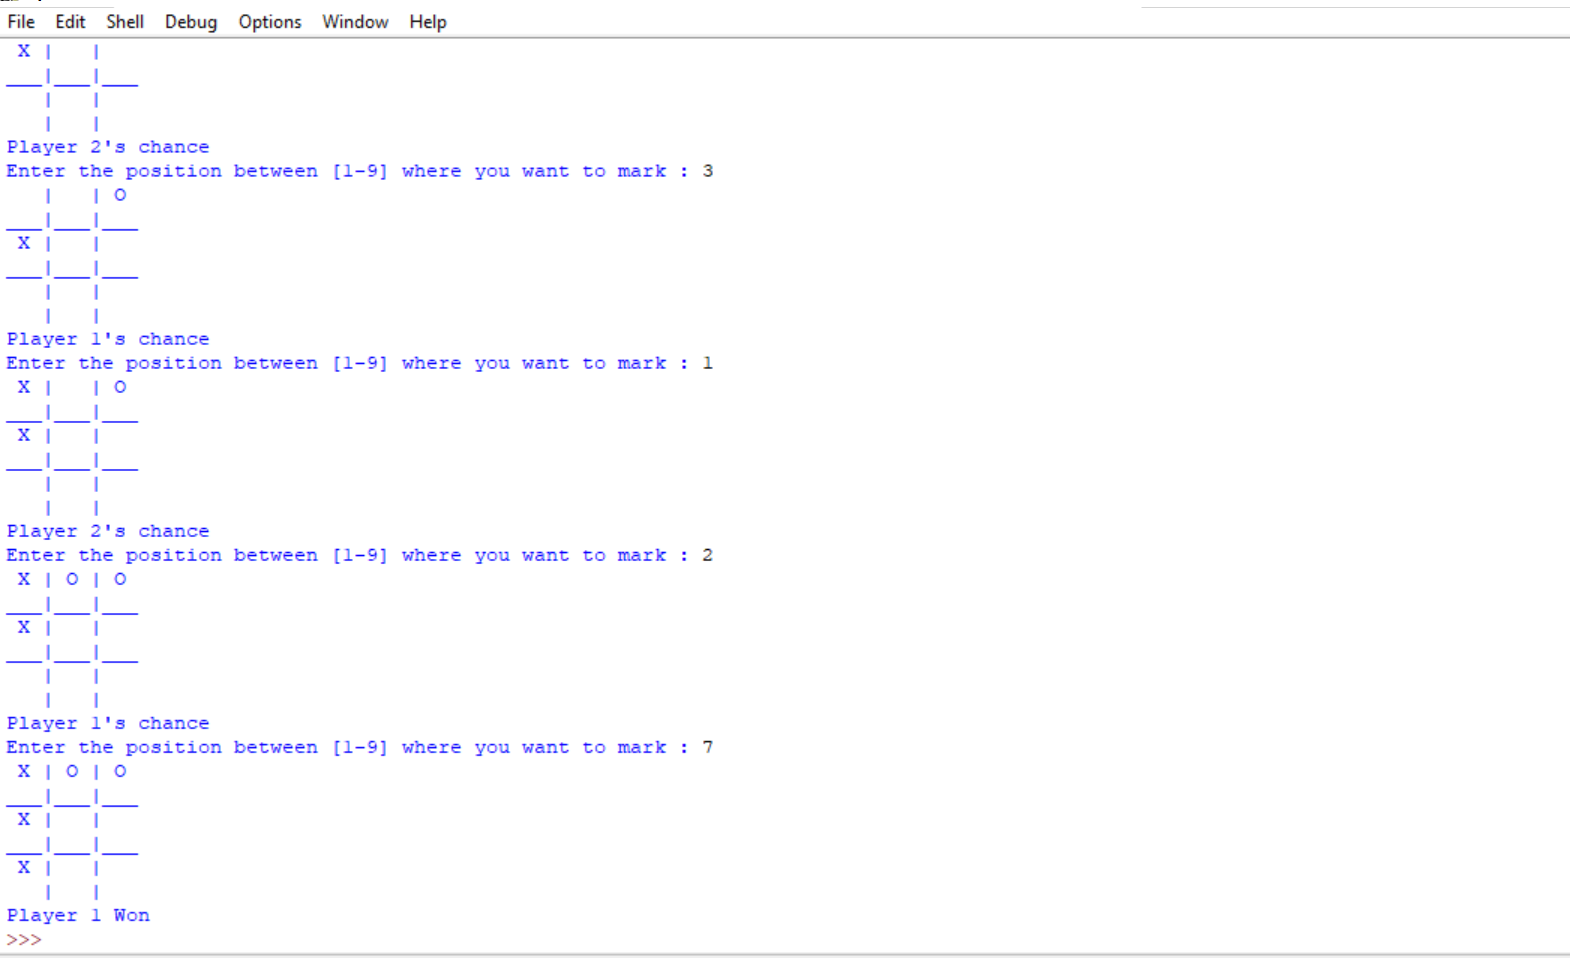 File Edit Shell Debug Options Window Help
 X |   |
___|___|___
   |   |
   |   |
Player 2's chance
Enter the position between [1-9] where you want to mark : 3
   |   | O
___|___|___
 X |   |
___|___|___
   |   |
   |   |
Player 1's chance
Enter the position between [1-9] where you want to mark : 1
 X |   | O
___|___|___
 X |   |
___|___|___
   |   |
   |   |
Player 2's chance
Enter the position between [1-9] where you want to mark : 2
 X | O | O
___|___|___
 X |   |
___|___|___
   |   |
   |   |
Player 1's chance
Enter the position between [1-9] where you want to mark : 7
 X | O | O
___|___|___
 X |   |
___|___|___
 X |   |
   |   |
Player 1 Won
>>>